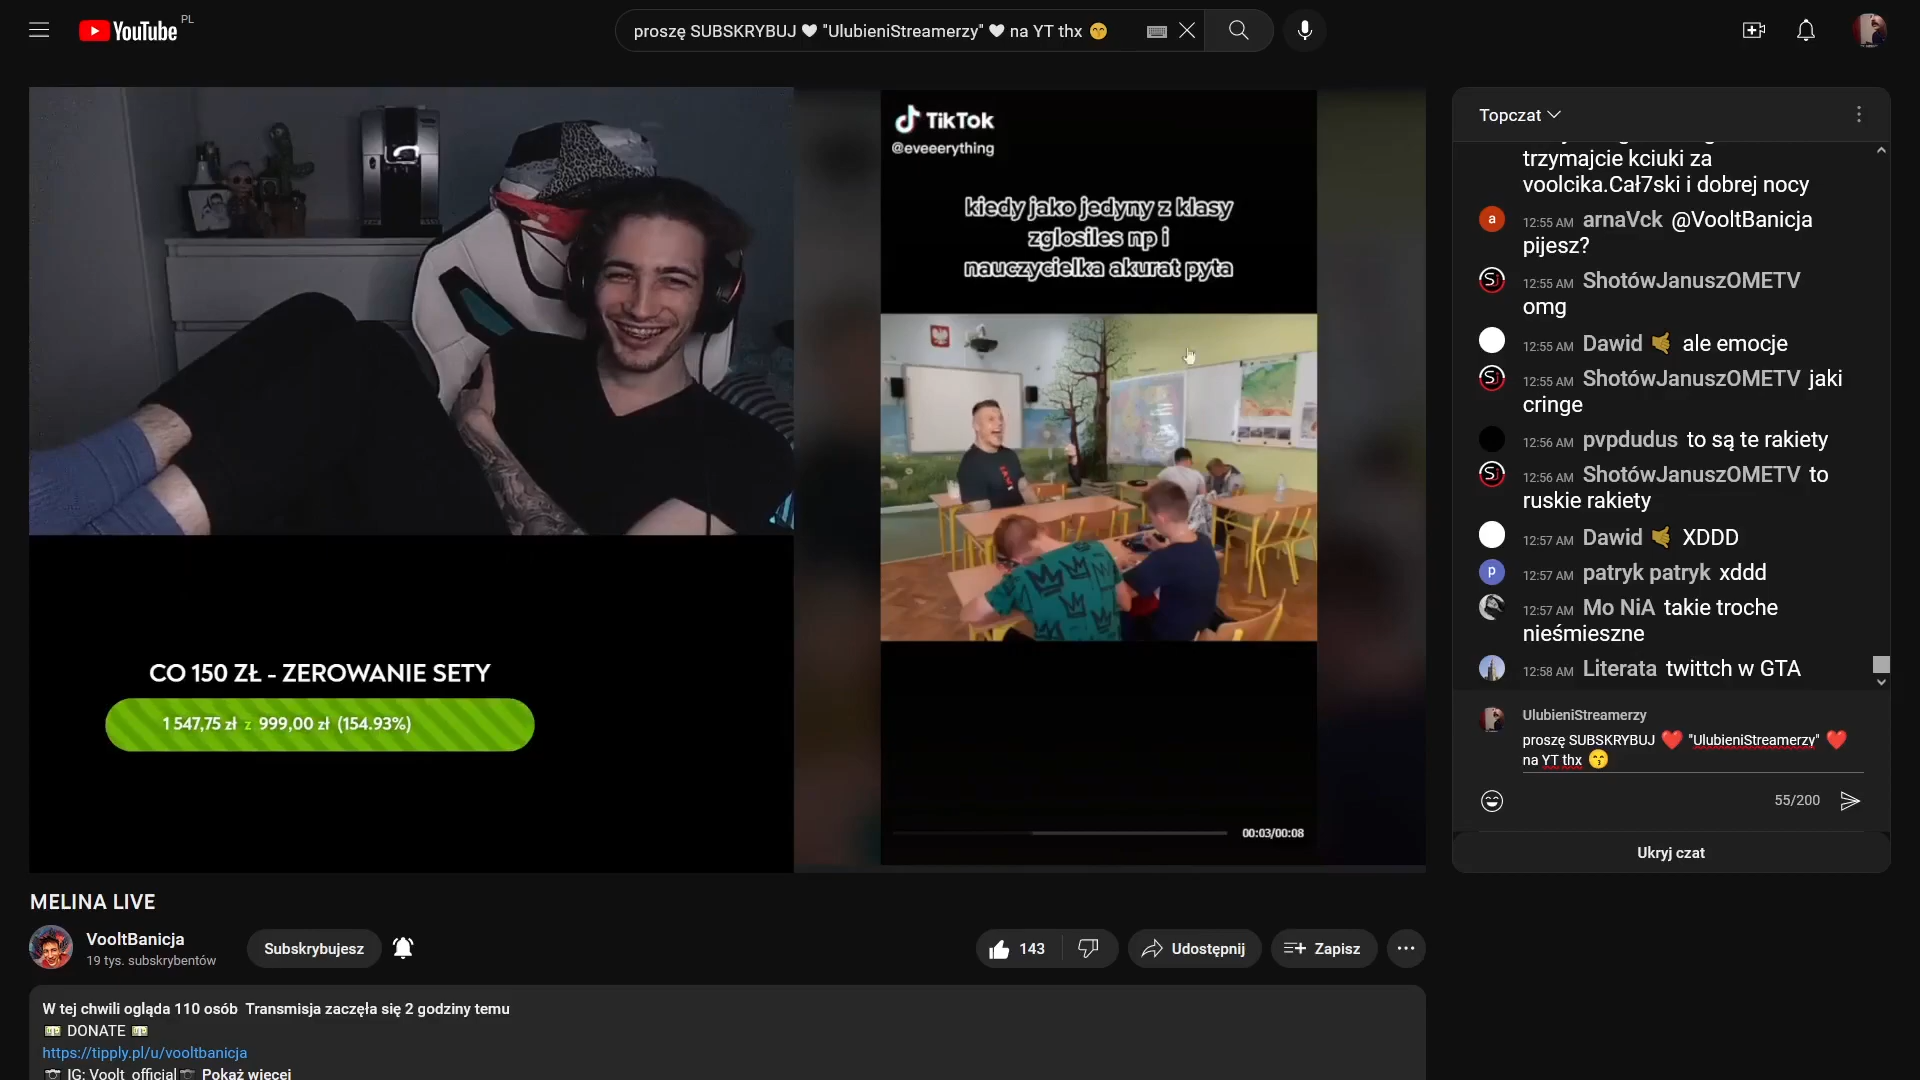 YouTube PL
proszę SUBSKRYBUJ 🤍 "UlubieniStreamerzy" 🤍 na YT thx 😙
TikTok
@eveeerything
kiedy jako jedyny z klasy
zglosiles np i
nauczycielka akurat pyta
CO 150 ZŁ - ZEROWANIE SETY
1 547,75 zł z 999,00 zł (154.93%)
00:03/00:08
MELINA LIVE
VooltBanicja
19 tys. subskrybentów
Subskrybujesz
143
Udostępnij
Zapisz
W tej chwili ogląda 110 osób Transmisja zaczęła się 2 godziny temu
💵 DONATE 💵
https://tipply.pl/u/vooltbanicja
📷 IG: Voolt_official 📷 Pokaż więcej
Topczat
trzymajcie kciuki za
voolcika.Cał7ski i dobrej nocy
12:55 AM arnaVck @VooltBanicja
pijesz?
12:55 AM ShotówJanuszOMETV
omg
12:55 AM Dawid 🤙 ale emocje
12:55 AM ShotówJanuszOMETV jaki
cringe
12:56 AM pvpdudus to są te rakiety
12:56 AM ShotówJanuszOMETV to
ruskie rakiety
12:57 AM Dawid 🤙 XDDD
12:57 AM patryk patryk xddd
12:57 AM Mo NiA takie troche
nieśmieszne
12:58 AM Literata twittch w GTA
UlubieniStreamerzy
proszę SUBSKRYBUJ ❤️ "UlubieniStreamerzy" ❤️
na YT thx 😙
55/200
Ukryj czat